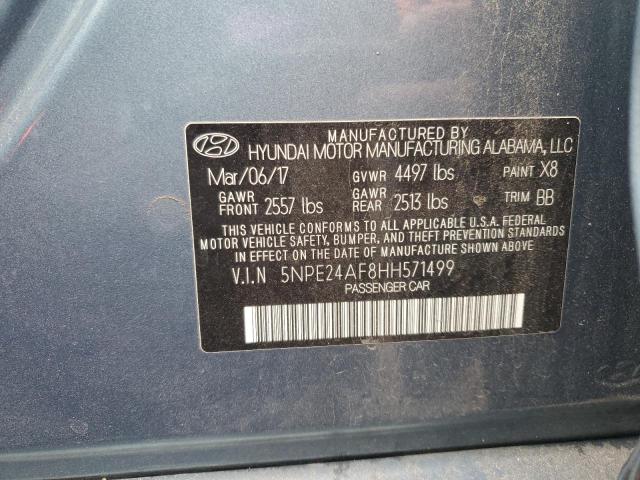 MANUFACTURED BY
HYUNDAI MOTOR MANUFACTURING ALABAMA, LLC
Mar/06/17 GVWR 4497 lbs PAINT X8
GAWR FRONT 2557 lbs GAWR REAR 2513 lbs TRIM BB
THIS VEHICLE CONFORMS TO ALL APPLICABLE U.S.A. FEDERAL
MOTOR VEHICLE SAFETY, BUMPER, AND THEFT PREVENTION STANDARDS
IN EFFECT ON THE DATE OF MANUFACTURE SHOWN ABOVE.
V.I.N 5NPE24AF8HH571499
PASSENGER CAR